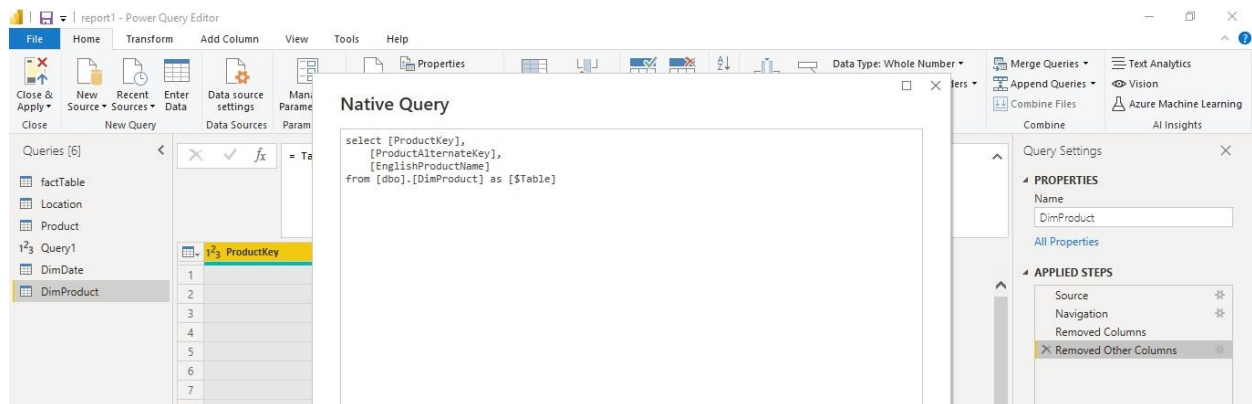 report1 - Power Query Editor
File Home Transform Add Column View Tools Help
Close & Apply New Source Recent Sources Enter Data Data source settings Properties Data Type: Whole Number Merge Queries Append Queries Combine Files Text Analytics Vision Azure Machine Learning
Close New Query Data Sources Combine AI Insights
Queries [6]
factTable
Location
Product
Query1
DimDate
DimProduct
ProductKey
1
2
3
4
5
6
7
Native Query
select [ProductKey],
[ProductAlternateKey],
[EnglishProductName]
from [dbo].[DimProduct] as [$Table]
Query Settings
PROPERTIES
Name
DimProduct
All Properties
APPLIED STEPS
Source
Navigation
Removed Columns
Removed Other Columns